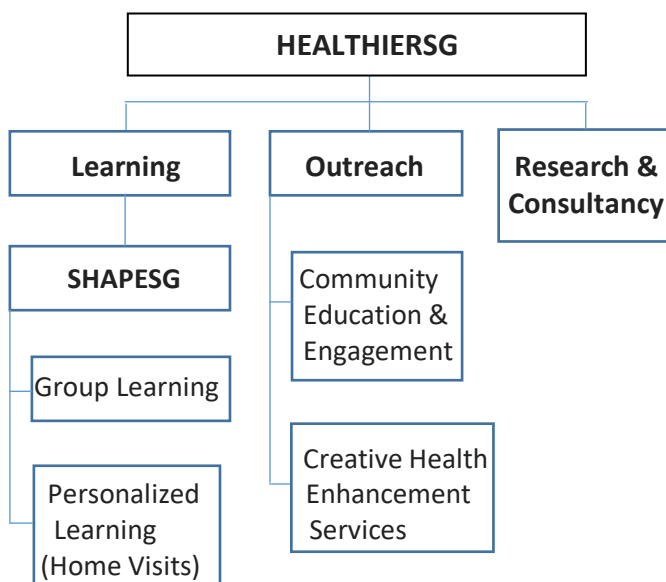 HEALTHIERSG
Learning
Outreach
Research &
Consultancy
SHAPESG
Group Learning
Personalized
Learning
(Home Visits)
Community
Education &
Engagement
Creative Health
Enhancement
Services